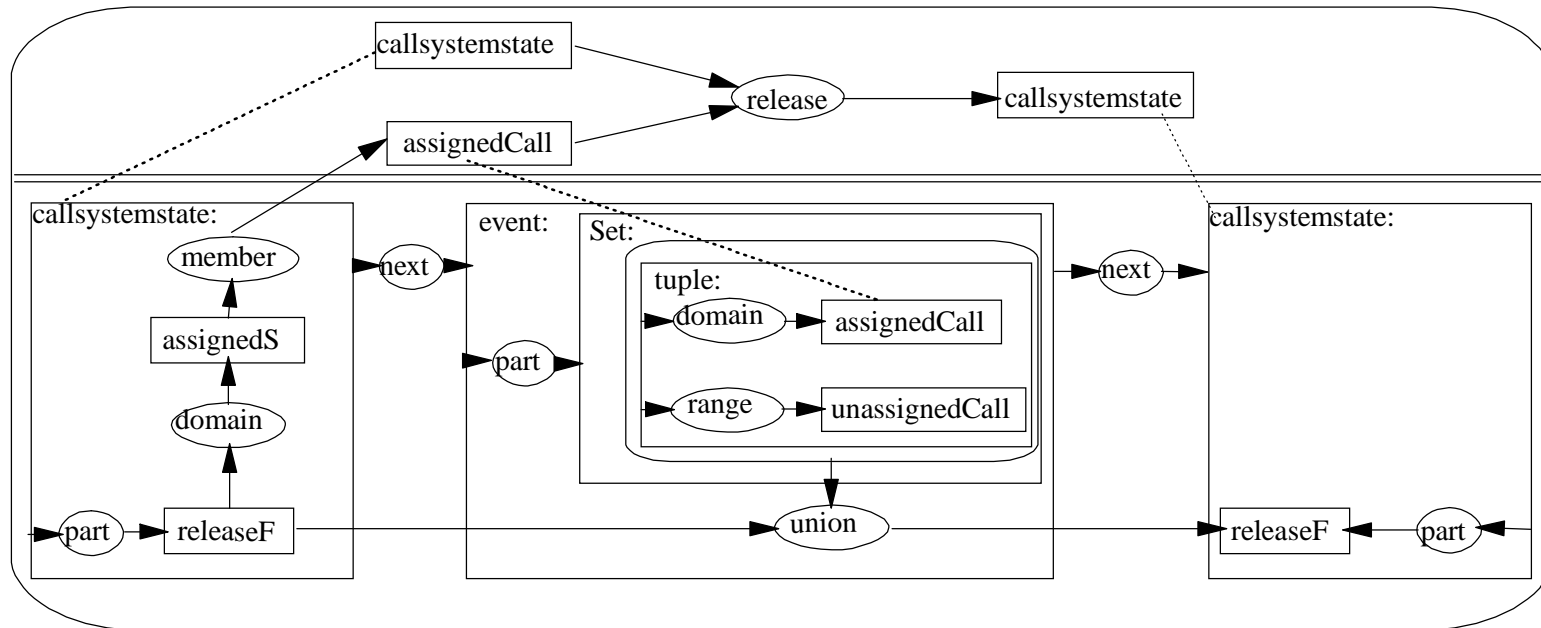 callsystemstate
release
callsystemstate
assignedCall
callsystemstate:
member
assignedS
domain
part
releaseF
next
event:
part
Set:
tuple:
domain
assignedCall
range
unassignedCall
union
next
callsystemstate:
releaseF
part